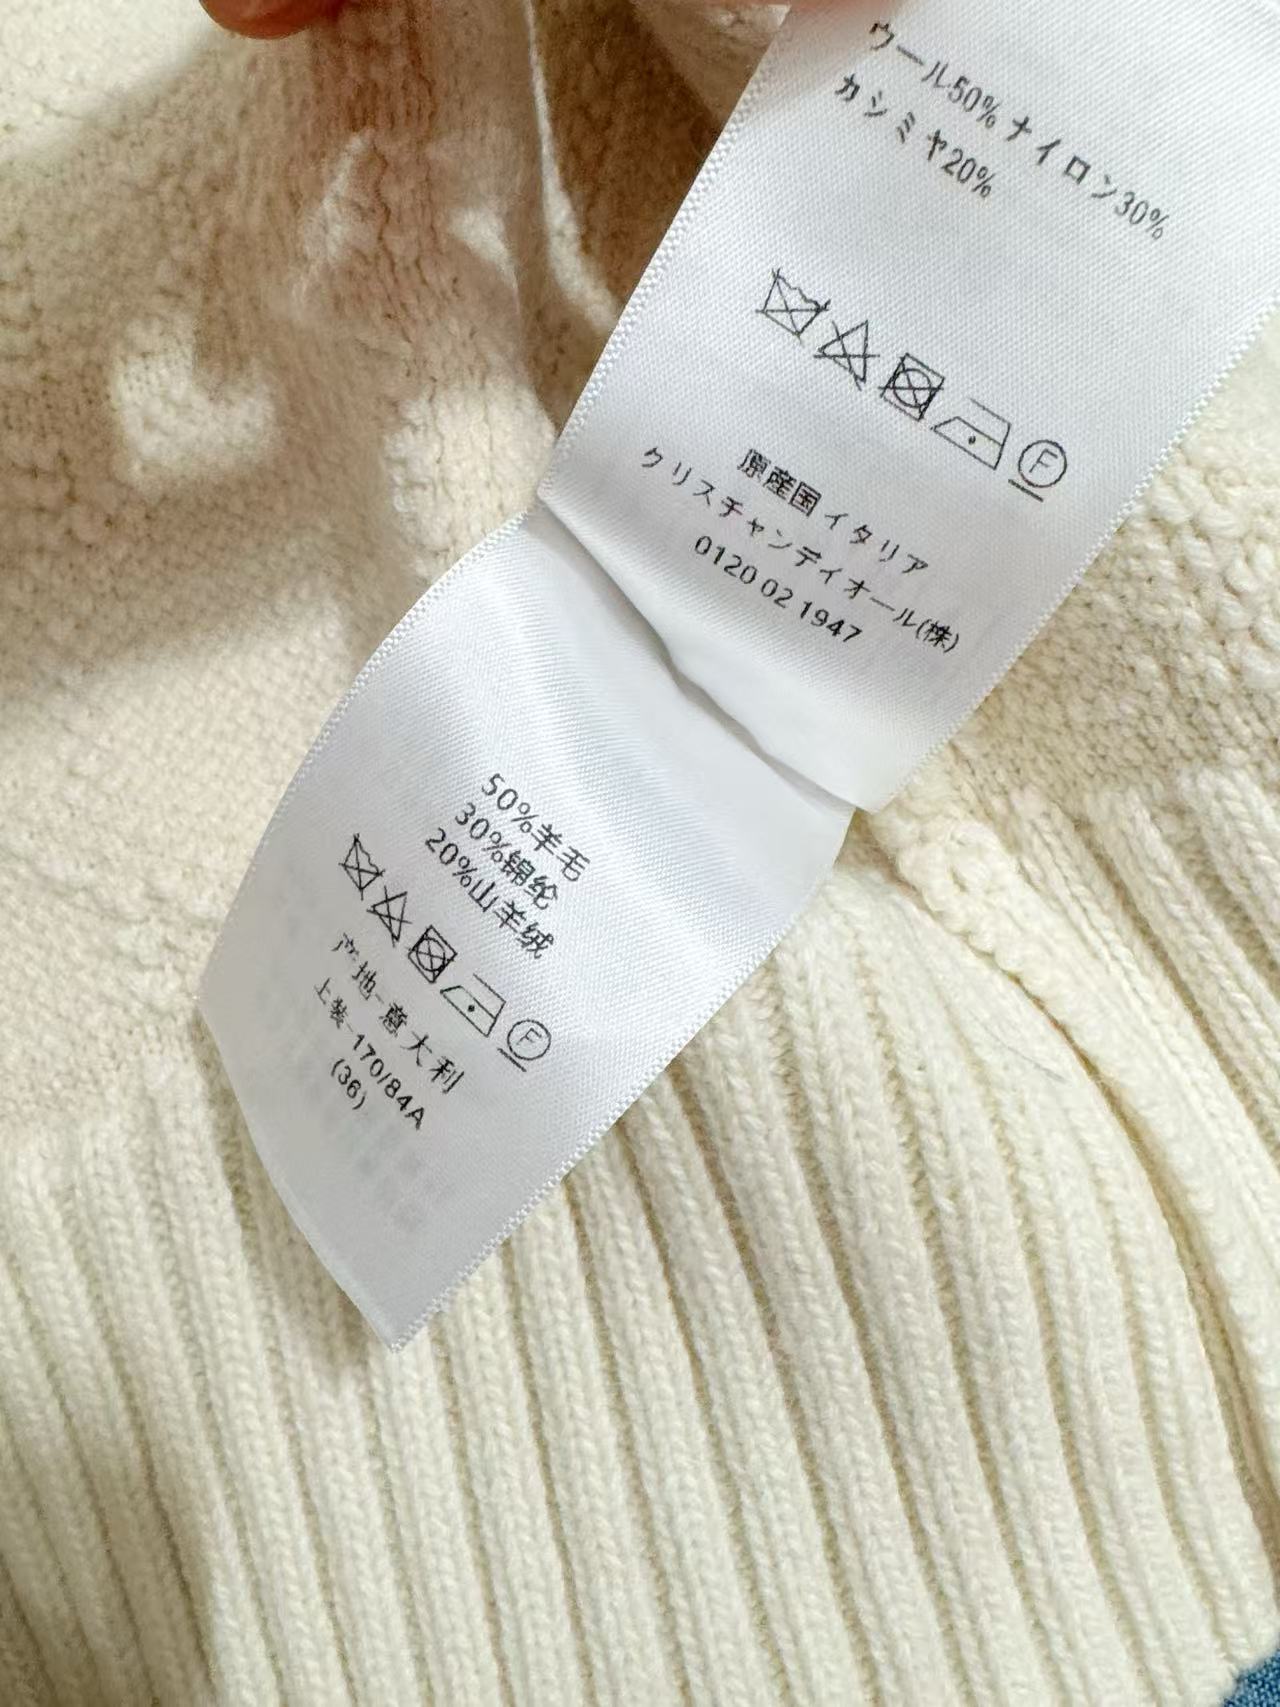 ウール50% ナイロン30%
カシミヤ20%
F
原産国 イタリア
クリスチャンディオール(株)
0120 02 1947
50%羊毛
30%锦纶
20%山羊绒
F
产地-意大利
上装-170/84A
(36)